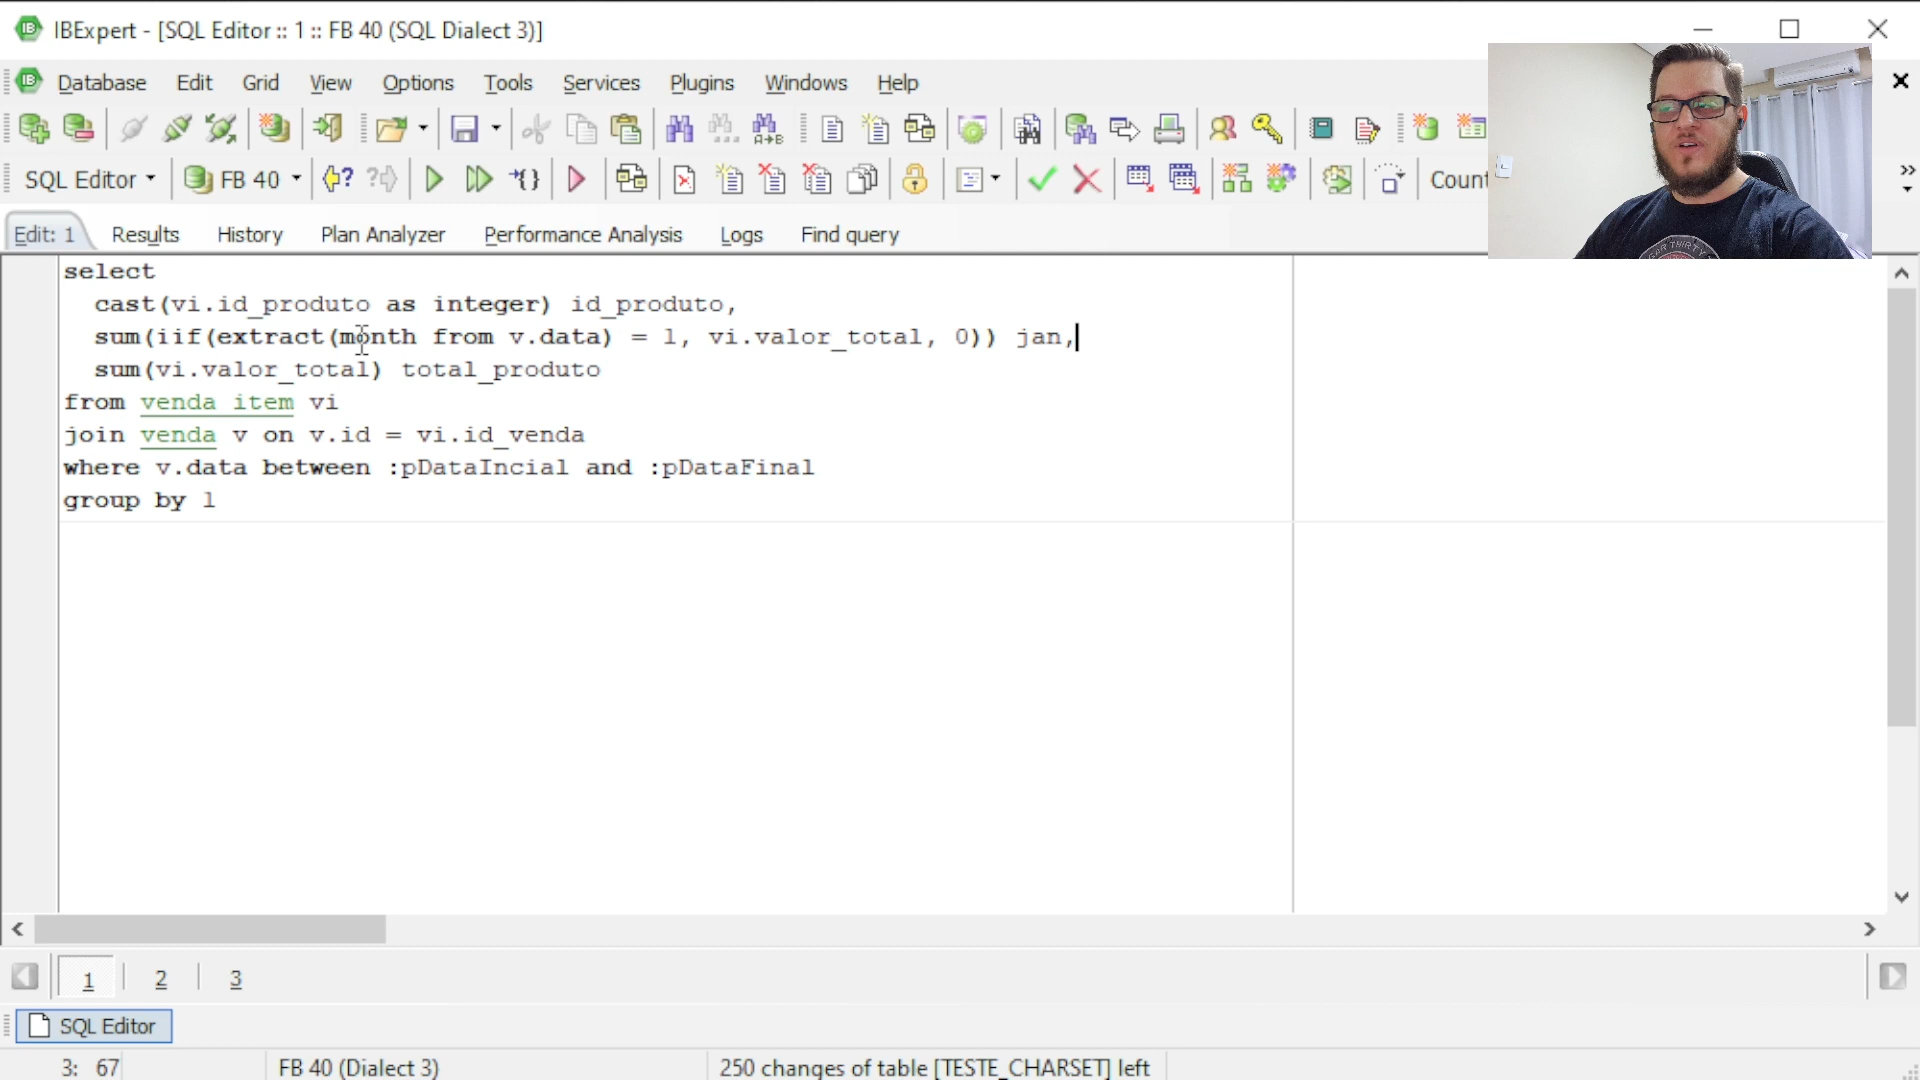 IBExpert - [SQL Editor :: 1 :: FB 40 (SQL Dialect 3)]
Database Edit Grid View Options Tools Services Plugins Windows Help
SQL Editor FB 40 Count
Edit: 1 Results History Plan Analyzer Performance Analysis Logs Find query
select
cast(vi.id_produto as integer) id_produto,
sum(iif(extract(month from v.data) = 1, vi.valor_total, 0)) jan,
sum(vi.valor_total) total_produto
from venda_item vi
join venda v on v.id = vi.id_venda
where v.data between :pDataIncial and :pDataFinal
group by 1
1 2 3
SQL Editor
3: 67 FB 40 (Dialect 3) 250 changes of table [TESTE_CHARSET] left